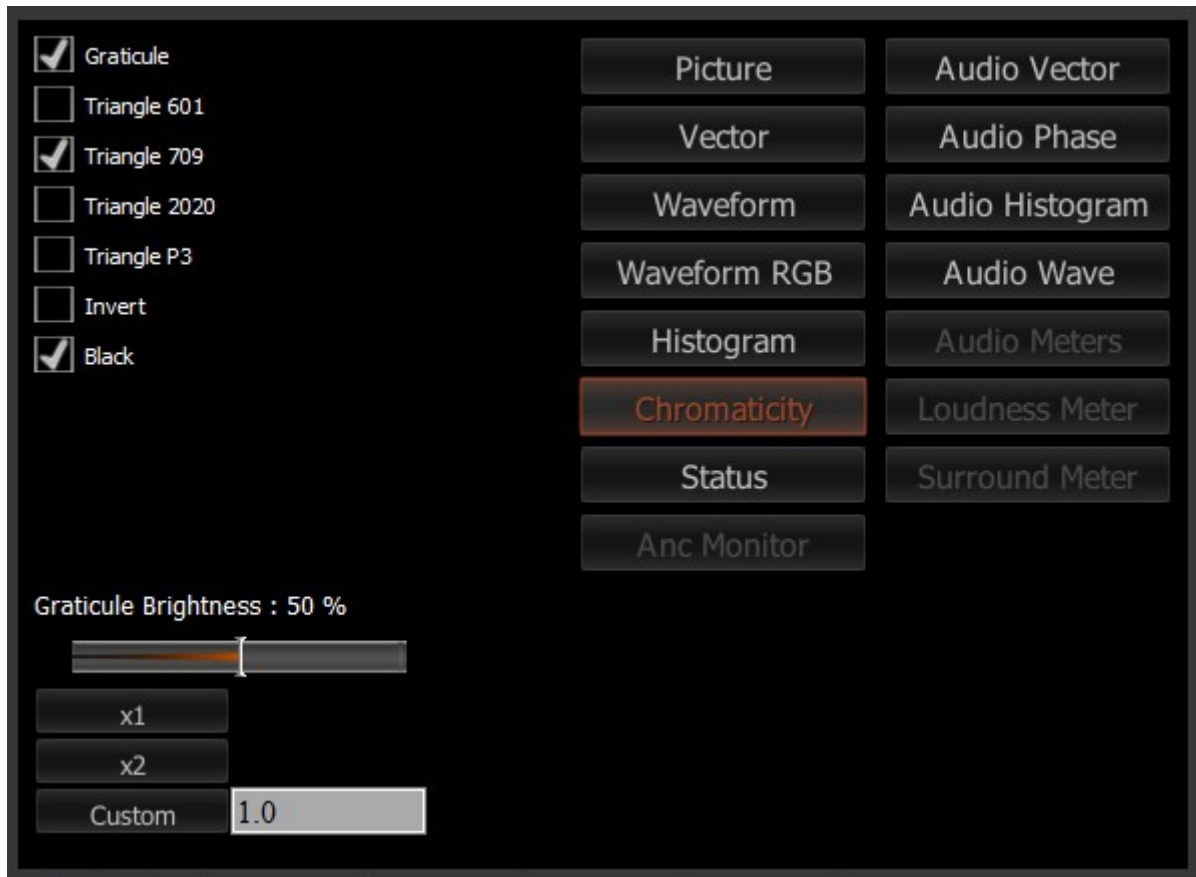 Graticule
Triangle 601
Triangle 709
Triangle 2020
Triangle P3
Invert
Black
Picture
Vector
Waveform
Waveform RGB
Histogram
Chromaticity
Status
Anc Monitor
Audio Vector
Audio Phase
Audio Histogram
Audio Wave
Audio Meters
Loudness Meter
Surround Meter
Graticule Brightness : 50 %
x1
x2
Custom 1.0